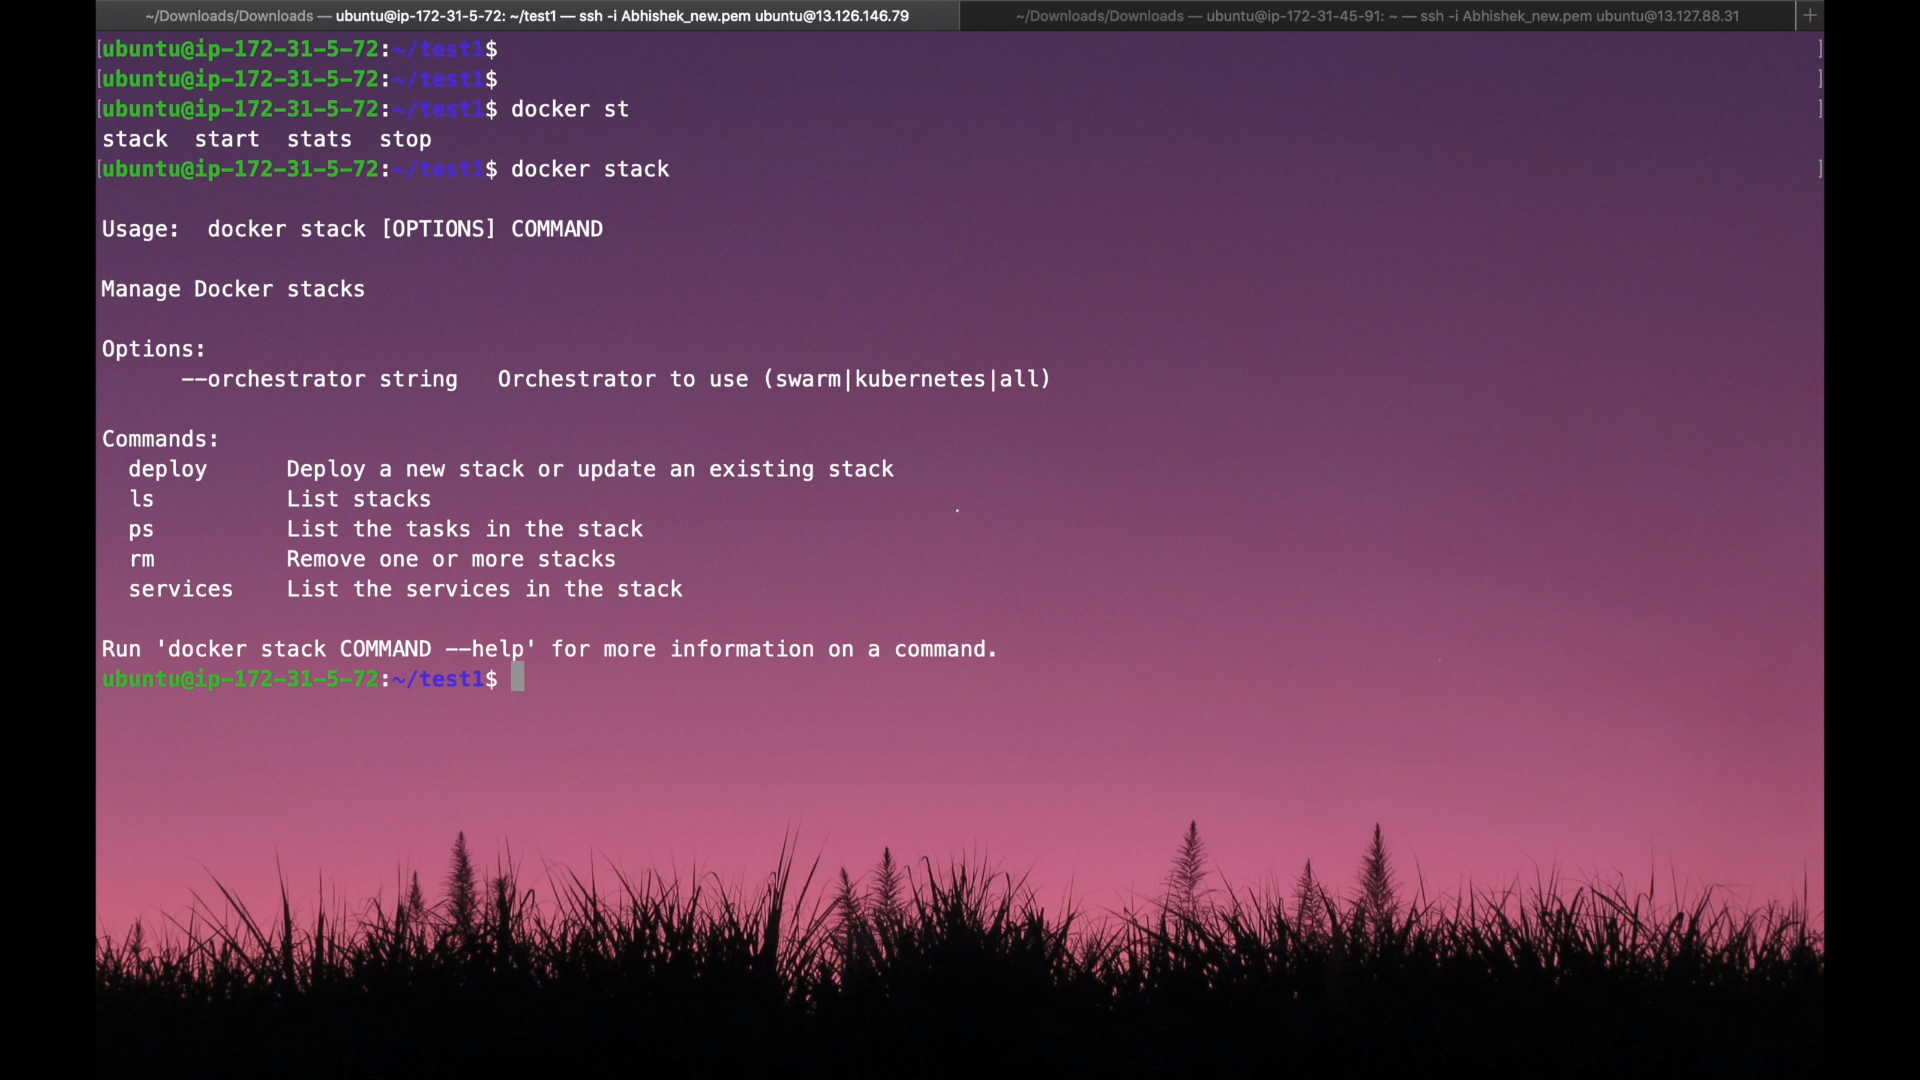 ~/Downloads/Downloads — ubuntu@ip-172-31-5-72: ~/test1 — ssh -i Abhishek_new.pem ubuntu@13.126.146.79
~/Downloads/Downloads — ubuntu@ip-172-31-45-91: ~ — ssh -i Abhishek_new.pem ubuntu@13.127.88.31 +
[ubuntu@ip-172-31-5-72:~/test1$ ]
[ubuntu@ip-172-31-5-72:~/test1$ ]
[ubuntu@ip-172-31-5-72:~/test1$ docker st ]
stack  start  stats  stop
[ubuntu@ip-172-31-5-72:~/test1$ docker stack ]
Usage:  docker stack [OPTIONS] COMMAND
Manage Docker stacks
Options:
      --orchestrator string   Orchestrator to use (swarm|kubernetes|all)
Commands:
  deploy      Deploy a new stack or update an existing stack
  ls          List stacks
  ps          List the tasks in the stack
  rm          Remove one or more stacks
  services    List the services in the stack
Run 'docker stack COMMAND --help' for more information on a command.
ubuntu@ip-172-31-5-72:~/test1$